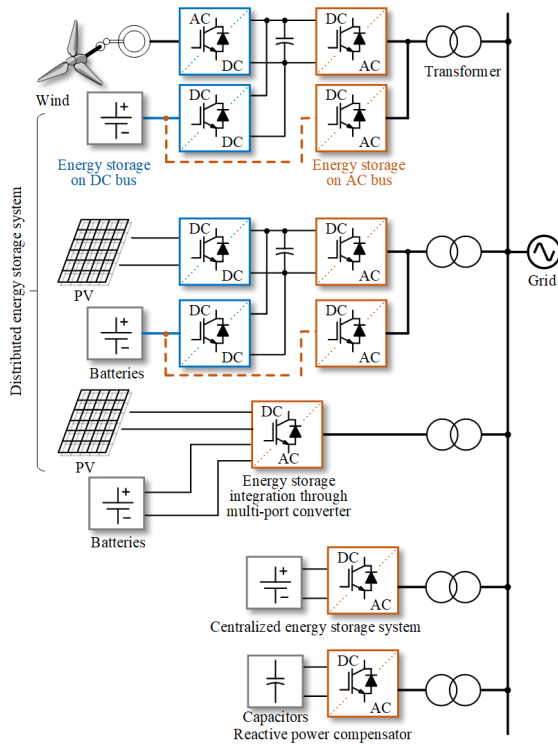 AC
DC
DC
AC
Wind
Transformer
+
−
DC
DC
DC
AC
Energy storage
on DC bus
Energy storage
on AC bus
Distributed energy storage system
DC
DC
DC
AC
PV
Grid
+
−
DC
DC
DC
AC
Batteries
DC
AC
PV
+
−
Energy storage
integration through
multi-port converter
Batteries
+
−
DC
AC
Centralized energy storage system
DC
AC
Capacitors
Reactive power compensator